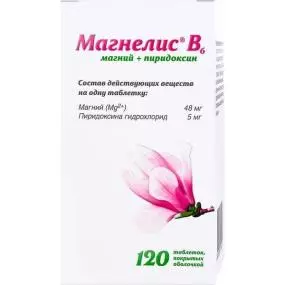 Магнелис® B₆
магний + пиридоксин
Состав действующих веществ
на одну таблетку:
Магний (Mg²⁺) 48 мг
Пиридоксина гидрохлорид 5 мг
120 таблеток,
покрытых
оболочкой